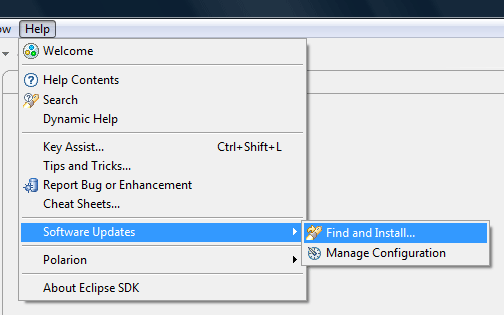 ow Help
Welcome
Help Contents
Search
Dynamic Help
Key Assist... Ctrl+Shift+L
Tips and Tricks...
Report Bug or Enhancement
Cheat Sheets...
Software Updates
Find and Install...
Manage Configuration
Polarion
About Eclipse SDK